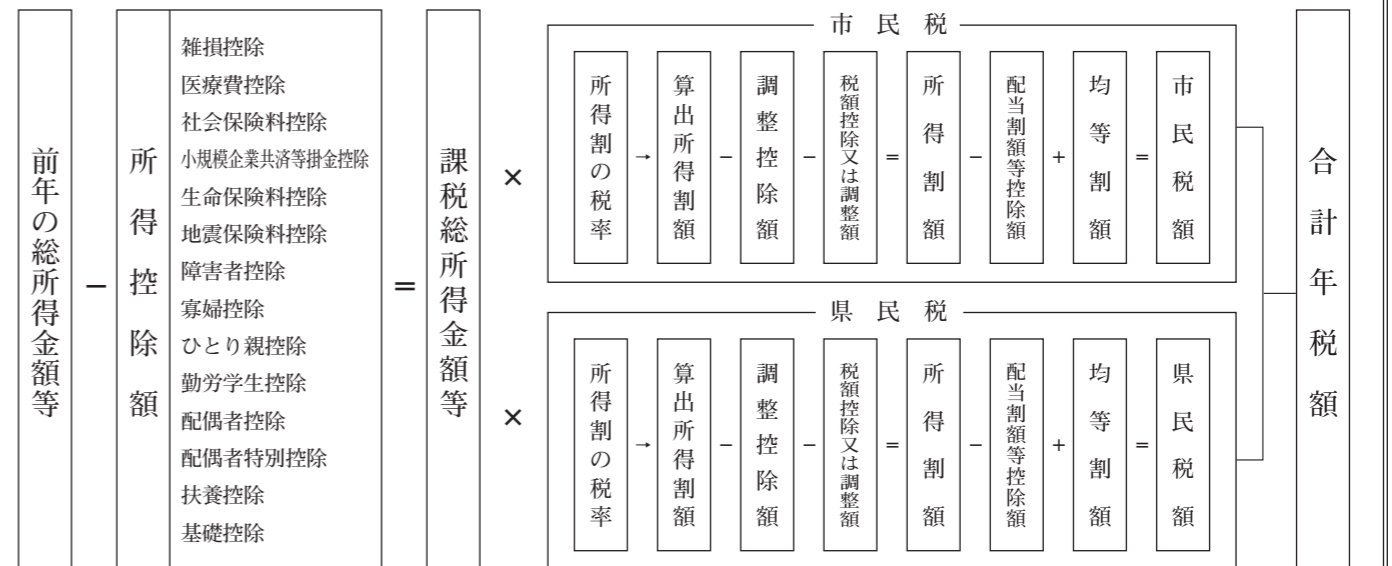 前年の総所得金額等
−
所得控除額
雑損控除
医療費控除
社会保険料控除
小規模企業共済等掛金控除
生命保険料控除
地震保険料控除
障害者控除
寡婦控除
ひとり親控除
勤労学生控除
配偶者控除
配偶者特別控除
扶養控除
基礎控除
=
課税総所得金額等
×
市民税
所得割の税率
→
算出所得割額
−
調整控除額
−
税額控除又は調整額
=
所得割額
−
配当割額等控除額
+
均等割額
=
市民税額
×
県民税
所得割の税率
→
算出所得割額
−
調整控除額
−
税額控除又は調整額
=
所得割額
−
配当割額等控除額
+
均等割額
=
県民税額
合計年税額